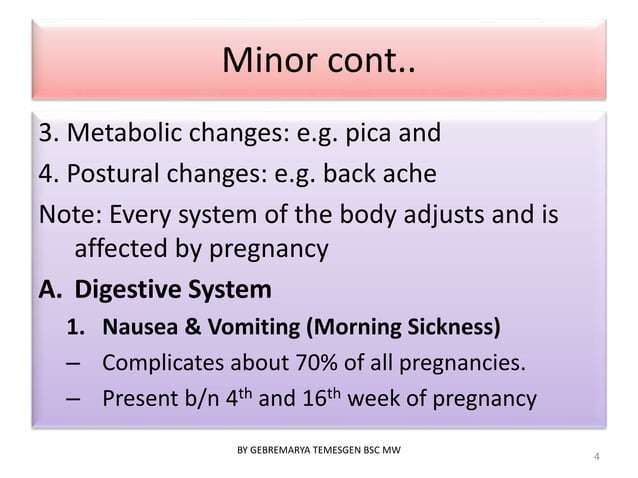 Minor cont..
3. Metabolic changes: e.g. pica and
4. Postural changes: e.g. back ache
Note: Every system of the body adjusts and is
affected by pregnancy
A. Digestive System
1. Nausea & Vomiting (Morning Sickness)
– Complicates about 70% of all pregnancies.
– Present b/n 4th and 16th week of pregnancy
BY GEBREMARYA TEMESGEN BSC MW
4